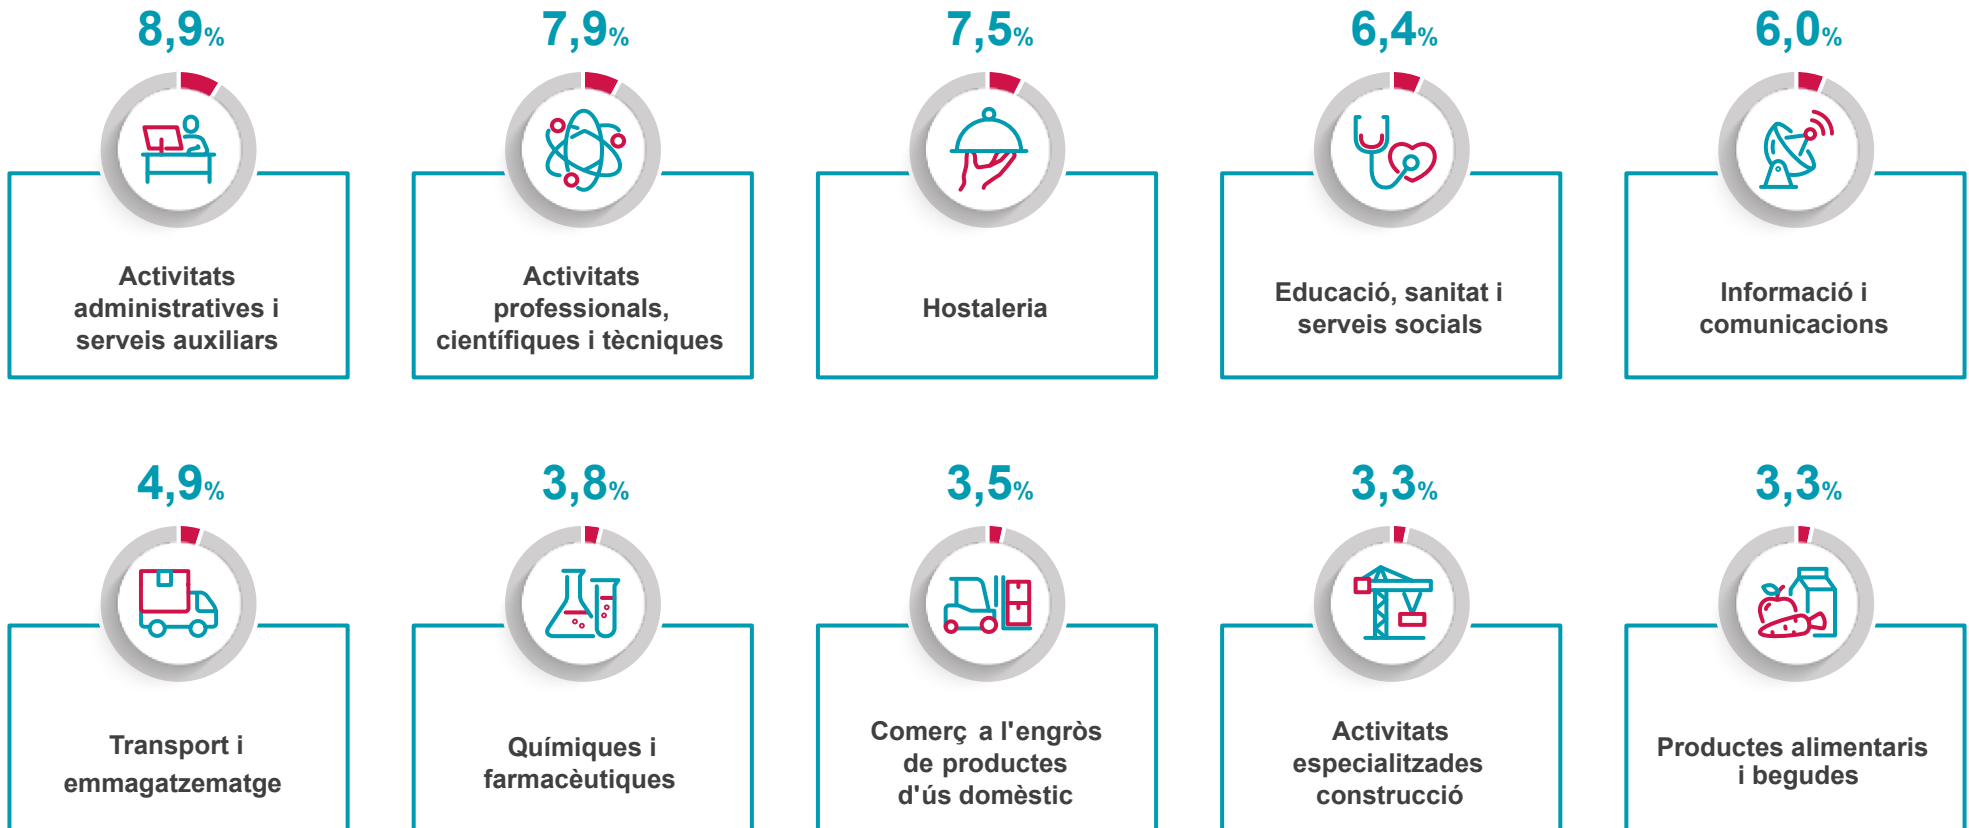 8,9%
7,9%
7,5%
6,4%
6,0%
Activitats
administratives i
serveis auxiliars
Activitats
professionals,
científiques i tècniques
Hostaleria
Educació, sanitat i
serveis socials
Informació i
comunicacions
4,9%
3,8%
3,5%
3,3%
3,3%
Transport i
emmagatzematge
Químiques i
farmacèutiques
Comerç a l'engròs
de productes
d'ús domèstic
Activitats
especialitzades
construcció
Productes alimentaris
i begudes